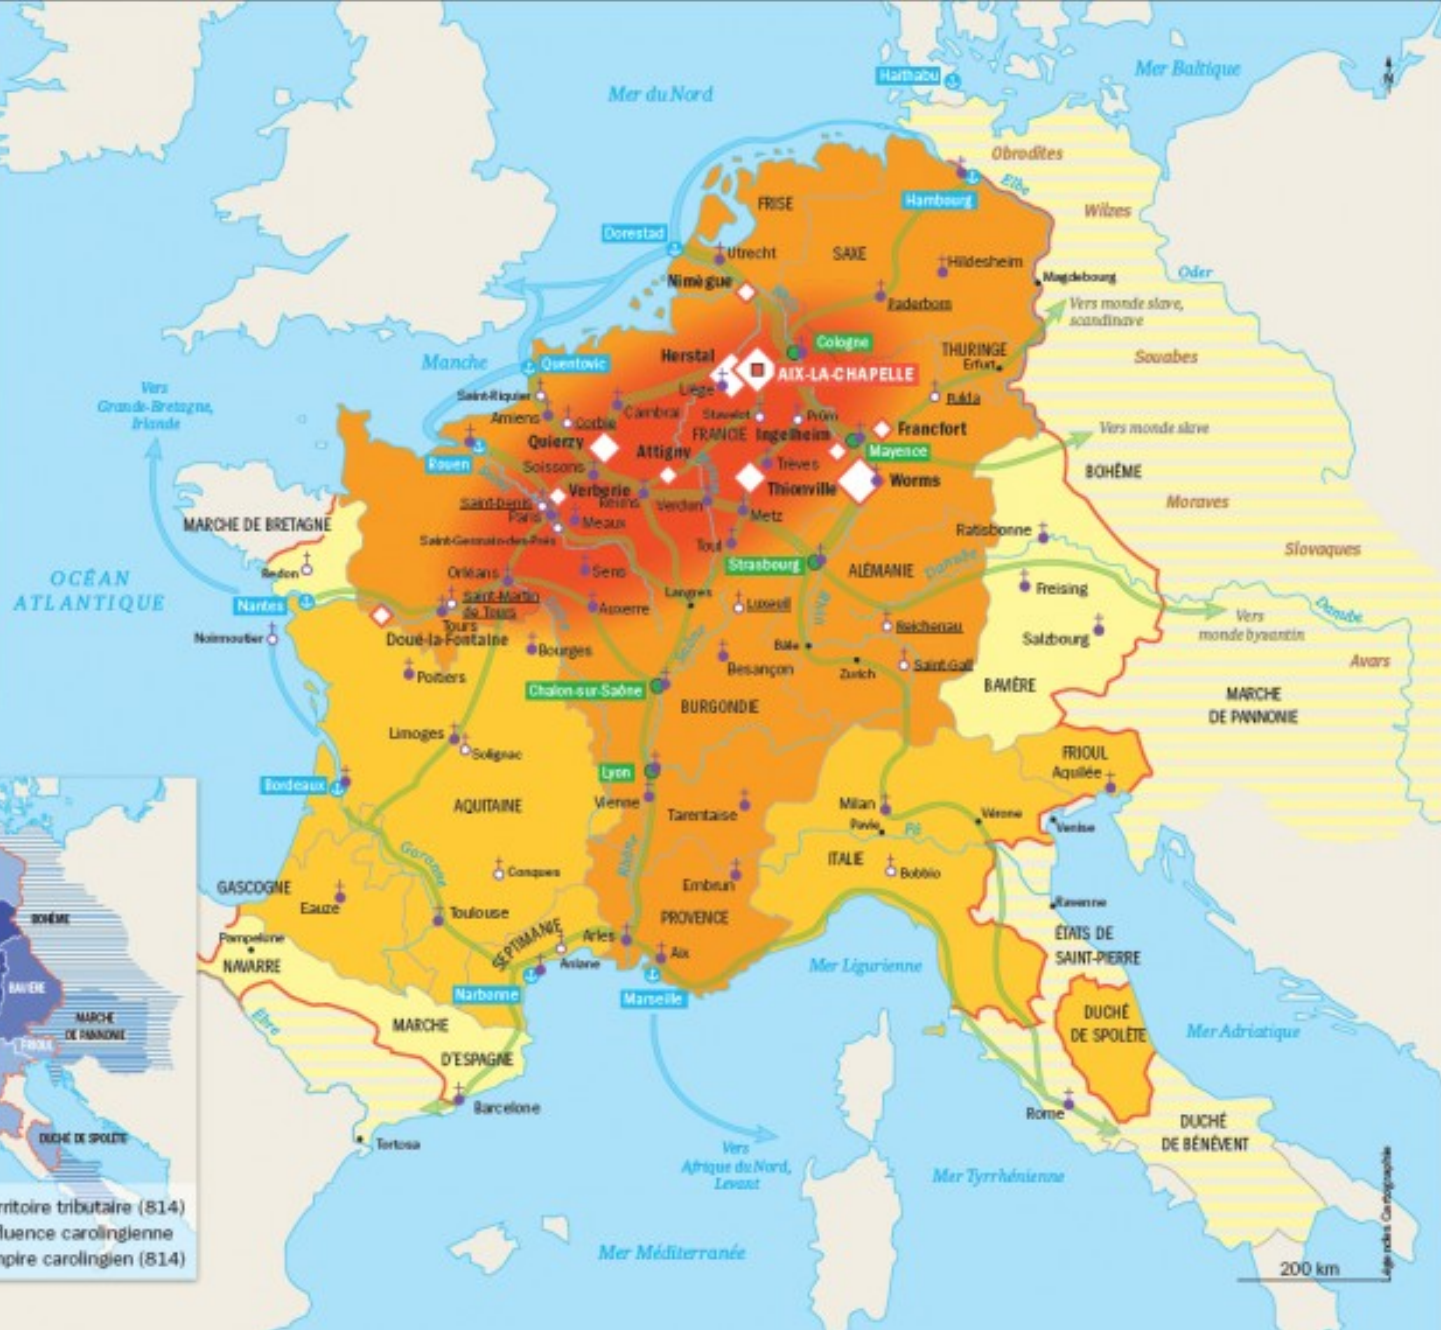 Mer Baltique
Haithabu
Mer du Nord
N
Obrodites
Elbe
Hambourg
Wilzes
FRISE
Dorestad
Utrecht
SAXE
Hildesheim
Oder
Magdebourg
Nimègue
Paderborn
Vers monde slave,
scandinave
Cologne
Manche
Quentovic
Herstal
AIX-LA-CHAPELLE
THURINGE
Erfurt
Souabes
Vers
Grande-Bretagne,
Irlande
Saint-Riquier
Liège
Fulda
Amiens
Corbie
Cambrai
Stavelot
Prüm
FRANCIE
Ingelheim
Francfort
Vers monde slave
Quierzy
Attigny
Mayence
Rouen
Soissons
Trèves
BOHÊME
Verberie
Thionville
Worms
Saint-Denis
Reims
Verdun
Moraves
Paris
Meaux
Metz
MARCHE DE BRETAGNE
Ratisbonne
Saint-Germain-des-Prés
Toul
Slovaques
Strasbourg
ALÉMANIE
Danube
OCÉAN
ATLANTIQUE
Redon
Orléans
Sens
Freising
Nantes
Saint-Martin
de Tours
Auxerre
Langres
Luxeuil
Rhin
Danube
Vers
monde byzantin
Noirmoutier
Tours
Doué-la-Fontaine
Reichenau
Salzbourg
Bourges
Saône
Bâle
Avars
Poitiers
Besançon
Zurich
Saint-Gall
Chalon-sur-Saône
BAVIÈRE
MARCHE
DE PANNONIE
BURGONDIE
Limoges
Solignac
FRIOUL
Aquilée
Bordeaux
Lyon
Vienne
AQUITAINE
Tarentaise
Milan
Pavie
Pô
Vérone
Venise
Garonne
Rhône
ITALIE
Conques
Embrun
Bobbio
GASCOGNE
Eauze
Ravenne
Toulouse
PROVENCE
SEPTIMANIE
Arles
Aix
ÉTATS DE
SAINT-PIERRE
Pampelune
NAVARRE
Aniane
Mer Ligurienne
Narbonne
Marseille
Èbre
MARCHE
D'ESPAGNE
DUCHÉ
DE SPOLÈTE
Mer Adriatique
Barcelone
Rome
Tortosa
DUCHÉ
DE BÉNÉVENT
Vers
Afrique du Nord,
Levant
Mer Tyrrhénienne
Mer Méditerranée
200 km
Légendes Cartographie
BOHÊME
BAVIÈRE
MARCHE
DE PANNONIE
FRIOUL
DUCHÉ DE SPOLÈTE
rritoire tributaire (814)
fluence carolingienne
mpire carolingien (814)